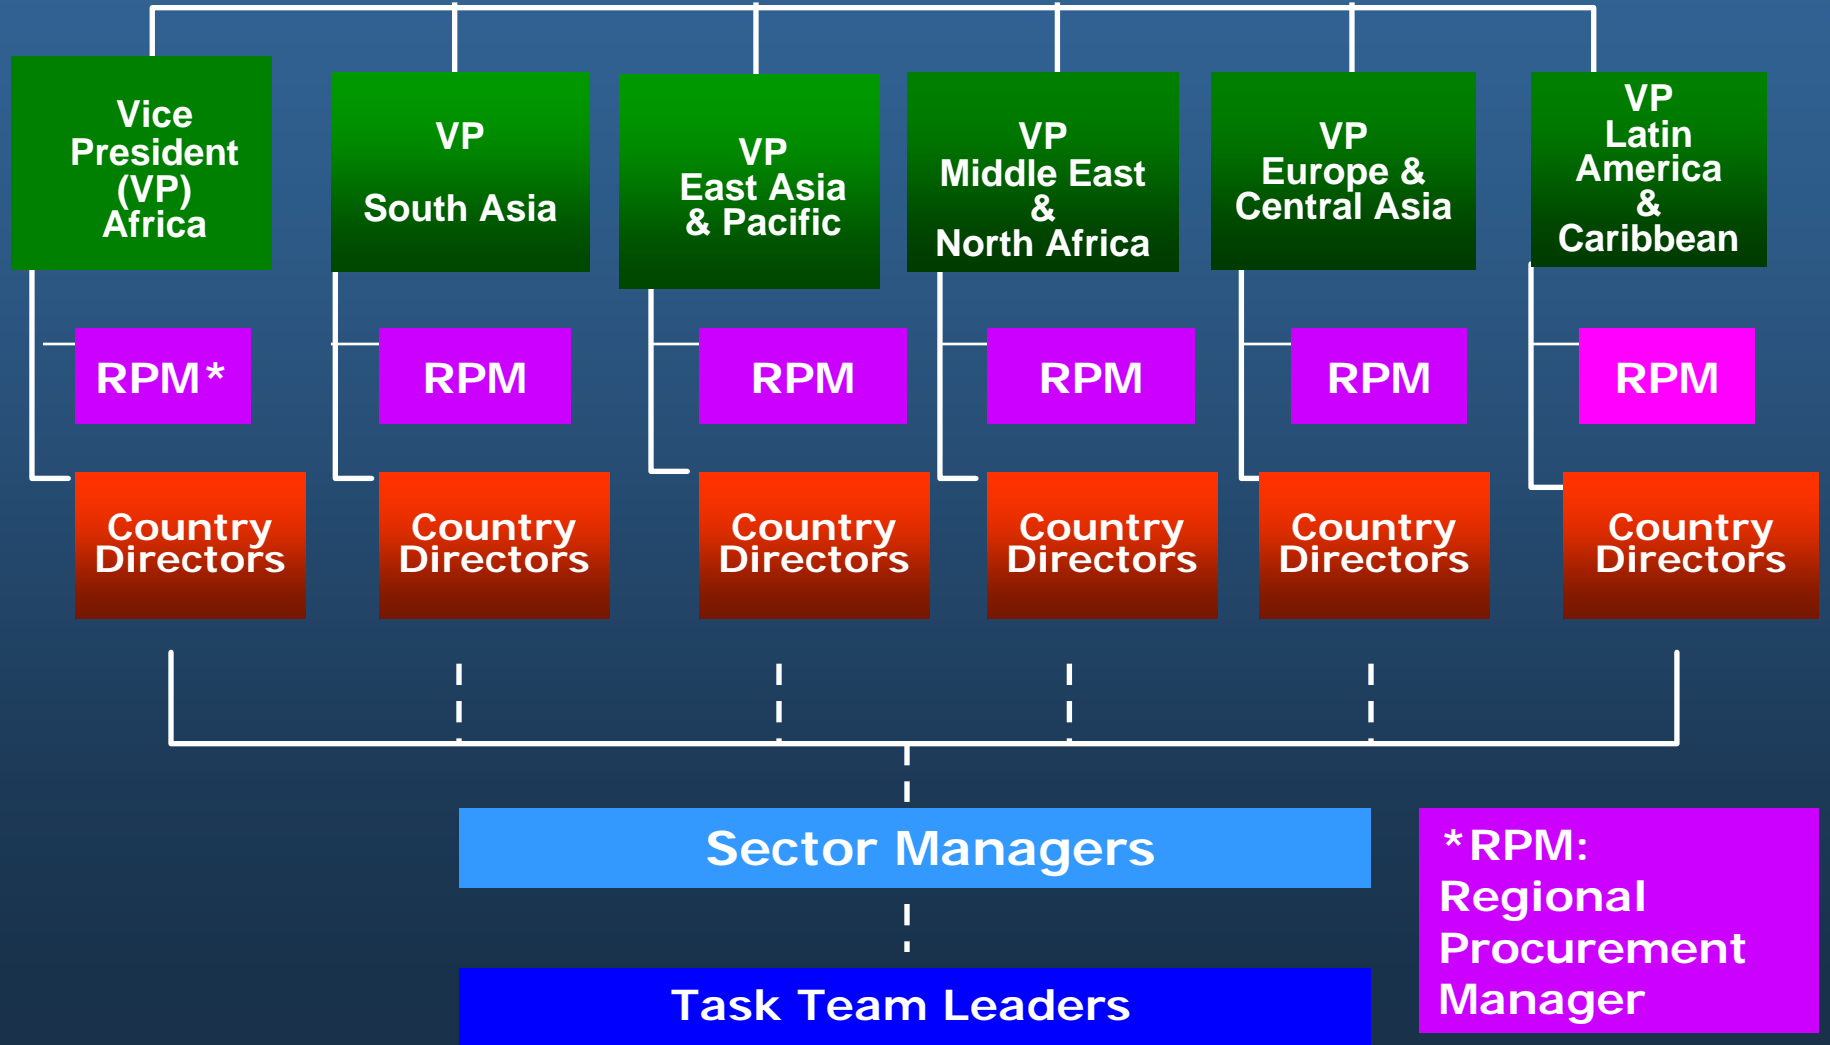 Vice
President
(VP)
Africa
VP
South Asia
VP
East Asia
& Pacific
VP
Middle East
&
North Africa
VP
Europe &
Central Asia
VP
Latin
America
&
Caribbean
RPM*
RPM
RPM
RPM
RPM
RPM
Country
Directors
Country
Directors
Country
Directors
Country
Directors
Country
Directors
Country
Directors
Sector Managers
*RPM:
Regional
Procurement
Manager
Task Team Leaders